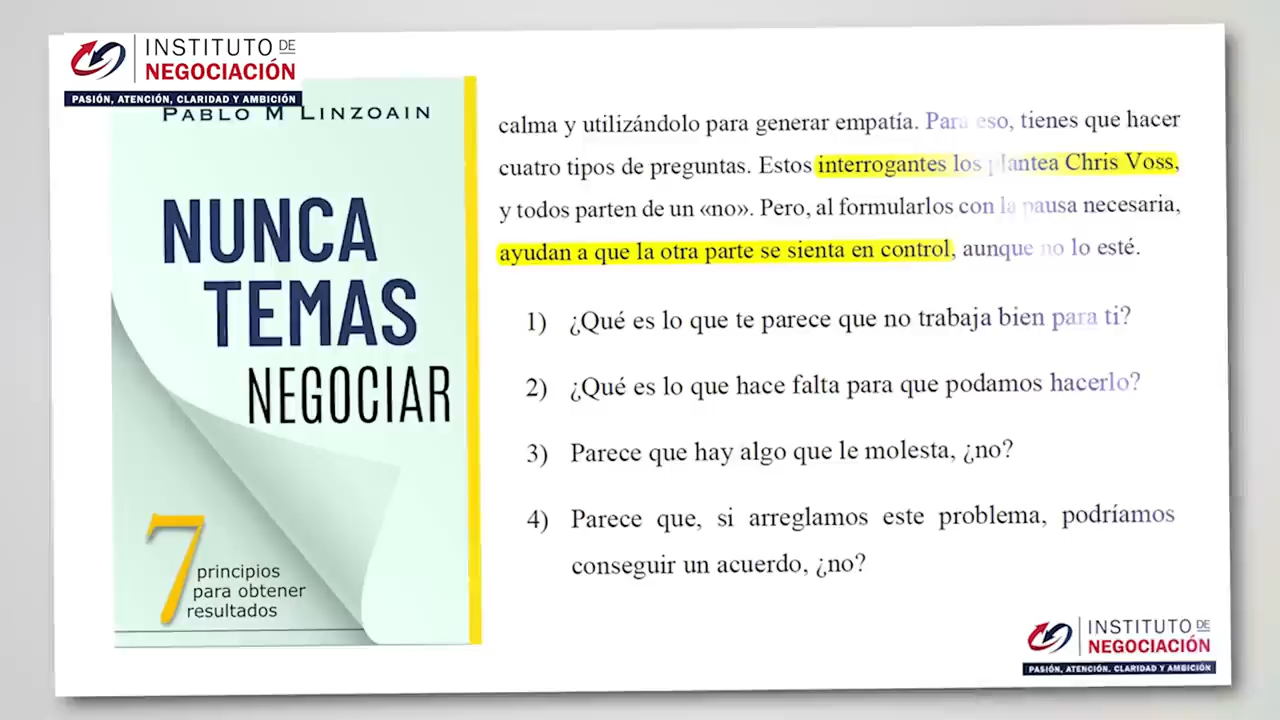 INSTITUTO DE
NEGOCIACIÓN
PASIÓN, ATENCIÓN, CLARIDAD Y AMBICIÓN
PABLO M LINZOAIN
NUNCA
TEMAS
NEGOCIAR
7
principios
para obtener
resultados
calma y utilizándolo para generar empatía. Para eso, tienes que hacer
cuatro tipos de preguntas. Estos interrogantes los plantea Chris Voss,
y todos parten de un «no». Pero, al formularlos con la pausa necesaria,
ayudan a que la otra parte se sienta en control, aunque no lo esté.
1) ¿Qué es lo que te parece que no trabaja bien para ti?
2) ¿Qué es lo que hace falta para que podamos hacerlo?
3) Parece que hay algo que le molesta, ¿no?
4) Parece que, si arreglamos este problema, podríamos
conseguir un acuerdo, ¿no?
INSTITUTO DE
NEGOCIACIÓN
PASIÓN, ATENCIÓN, CLARIDAD Y AMBICIÓN